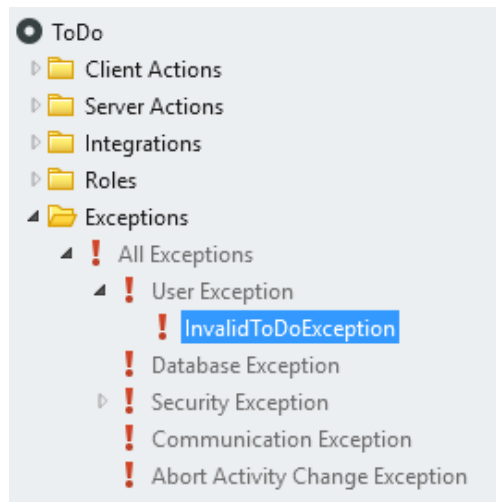 ToDo
Client Actions
Server Actions
Integrations
Roles
Exceptions
All Exceptions
User Exception
InvalidToDoException
Database Exception
Security Exception
Communication Exception
Abort Activity Change Exception